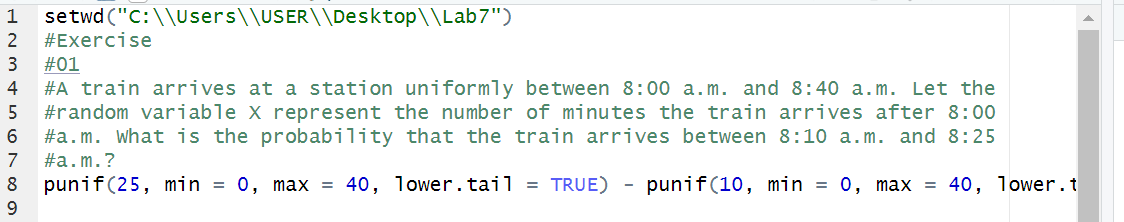 1 setwd("C:\\Users\\USER\\Desktop\\Lab7")
2 #Exercise
3 #01
4 #A train arrives at a station uniformly between 8:00 a.m. and 8:40 a.m. Let the
5 #random variable X represent the number of minutes the train arrives after 8:00
6 #a.m. What is the probability that the train arrives between 8:10 a.m. and 8:25
7 #a.m.?
8 punif(25, min = 0, max = 40, lower.tail = TRUE) - punif(10, min = 0, max = 40, lower.t
9